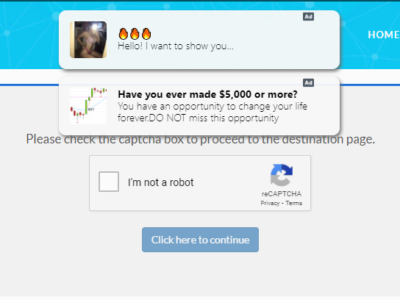 Ad
🔥🔥🔥
Hello! I want to show you...
HOME
Ad
Have you ever made $5,000 or more?
You have an opportunity to change your life
forever.DO NOT miss this opportunity
Please check the captcha box to proceed to the destination page.
I'm not a robot
reCAPTCHA
Privacy - Terms
Click here to continue